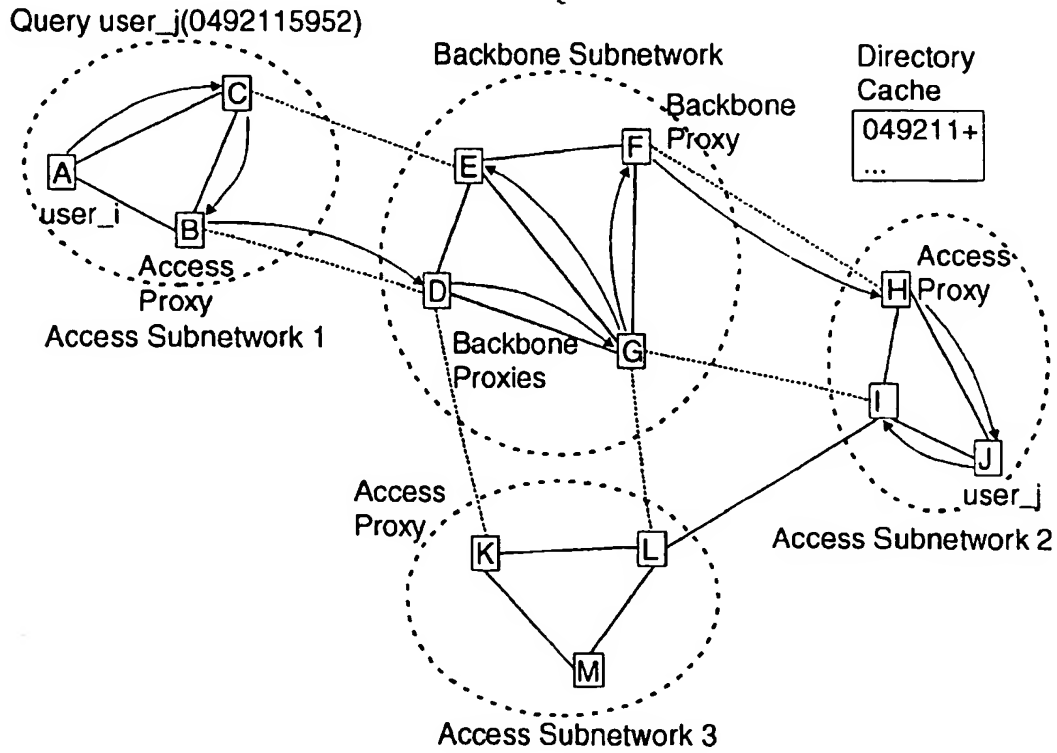 Query user_j(0492115952)
Backbone Subnetwork
Directory
Cache
049211+
...
C
Backbone
Proxy
F
E
A
user_i
B
Access
Proxy
Access Subnetwork 1
D
Backbone
Proxies
G
Access
Proxy
H
I
J
user_j
Access Subnetwork 2
Access
Proxy
K
L
M
Access Subnetwork 3